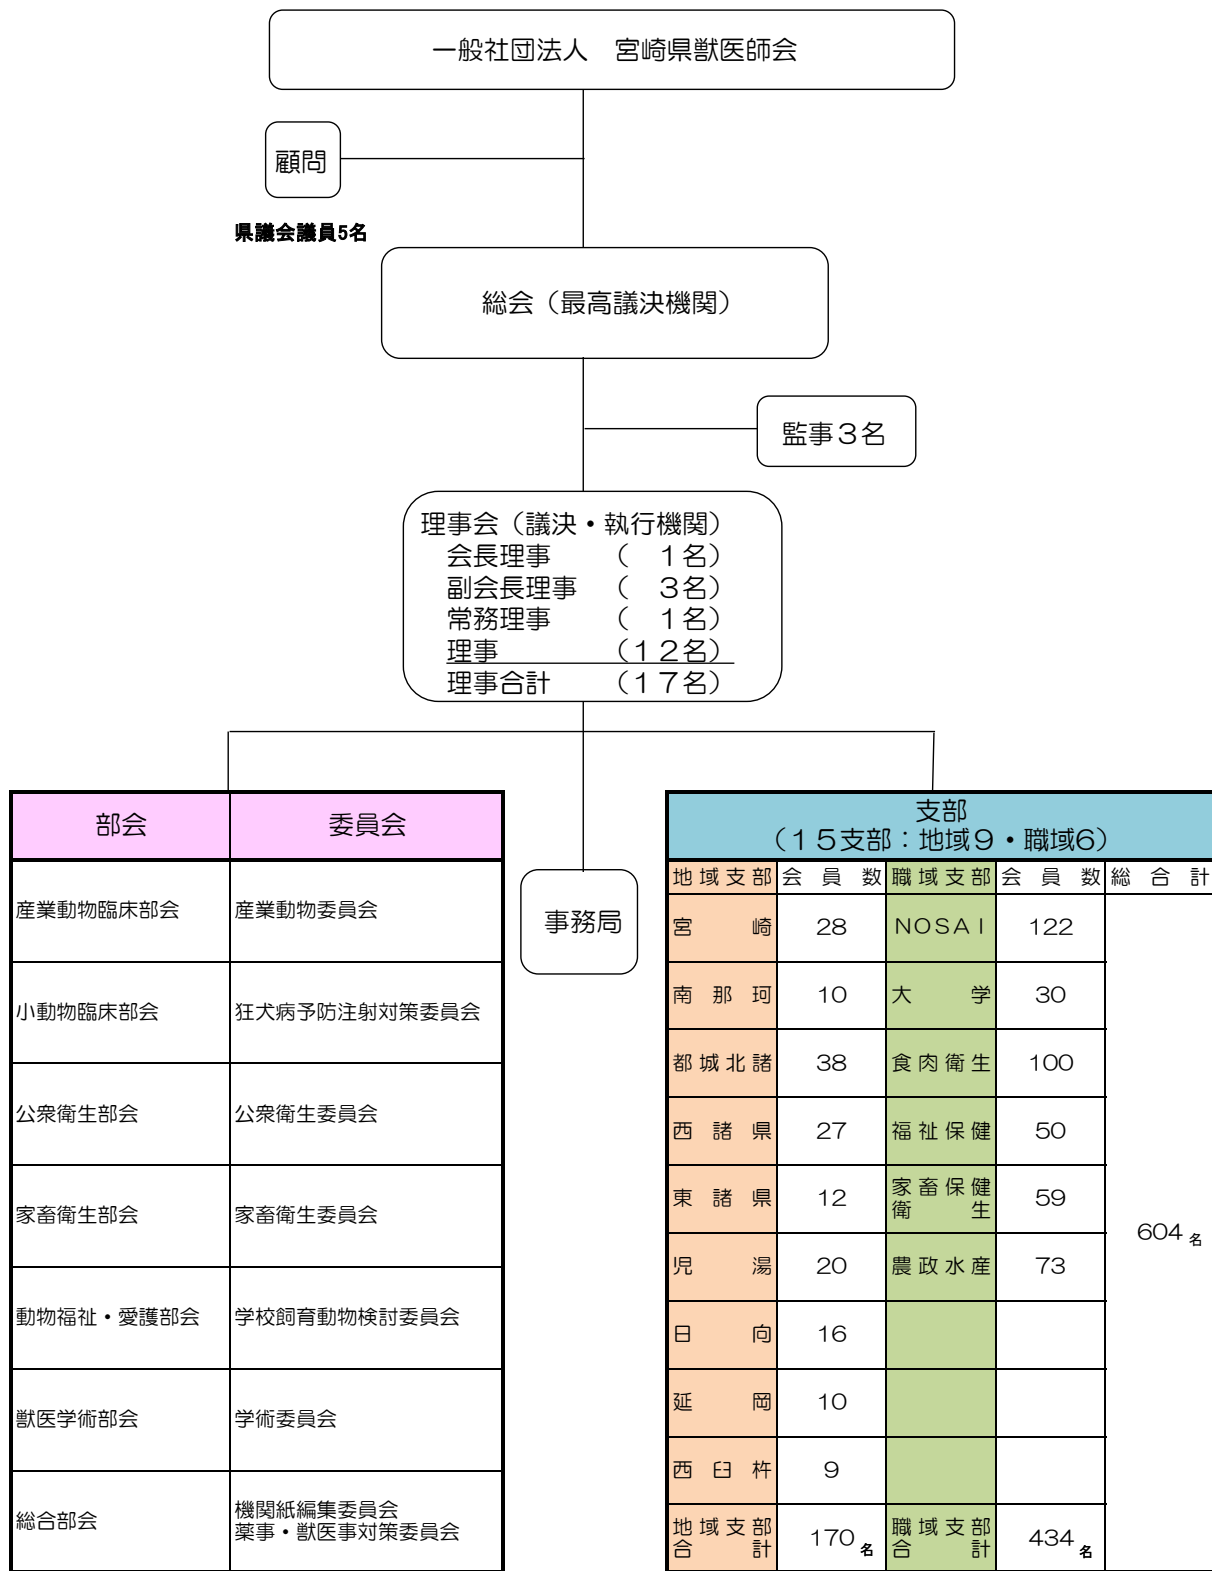 一般社団法人　宮崎県獣医師会
顧問
県議会議員5名
総会（最高議決機関）
監事３名
理事会（議決・執行機関）
会長理事　　（　１名）
副会長理事　（　３名）
常務理事　　（　１名）
理事　　　　（１２名）
理事合計　　（１７名）
部会　委員会
産業動物臨床部会　産業動物委員会
小動物臨床部会　狂犬病予防注射対策委員会
公衆衛生部会　公衆衛生委員会
家畜衛生部会　家畜衛生委員会
動物福祉・愛護部会　学校飼育動物検討委員会
獣医学術部会　学術委員会
総合部会　機関紙編集委員会
薬事・獣医事対策委員会
事務局
支部
（１５支部：地域９・職域６）
地域支部　会員数　職域支部　会員数　総合計
宮崎　28　NOSAI　122
南那珂　10　大学　30
都城北諸　38　食肉衛生　100
西諸県　27　福祉保健　50
東諸県　12　家畜保健
衛生　59
604名
児湯　20　農政水産　73
日向　16
延岡　10
西臼杵　9
地域支部
合計　170名　職域支部
合計　434名